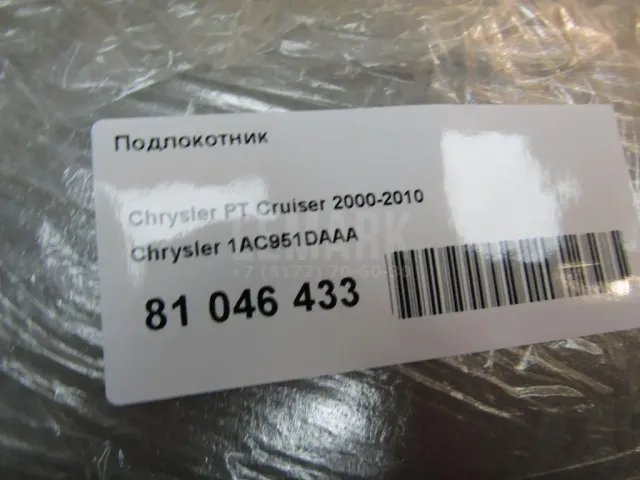 Подлокотник
Chrysler PT Cruiser 2000-2010
Chrysler 1AC951DAAA
81 046 433